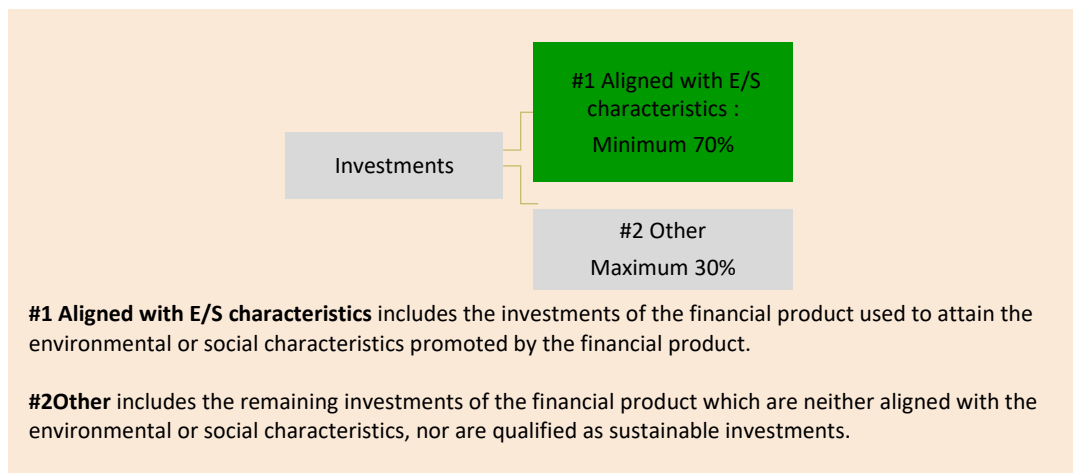 #1 Aligned with E/S
characteristics :
Minimum 70%
Investments
#2 Other
Maximum 30%
#1 Aligned with E/S characteristics includes the investments of the financial product used to attain the
environmental or social characteristics promoted by the financial product.
#2Other includes the remaining investments of the financial product which are neither aligned with the
environmental or social characteristics, nor are qualified as sustainable investments.